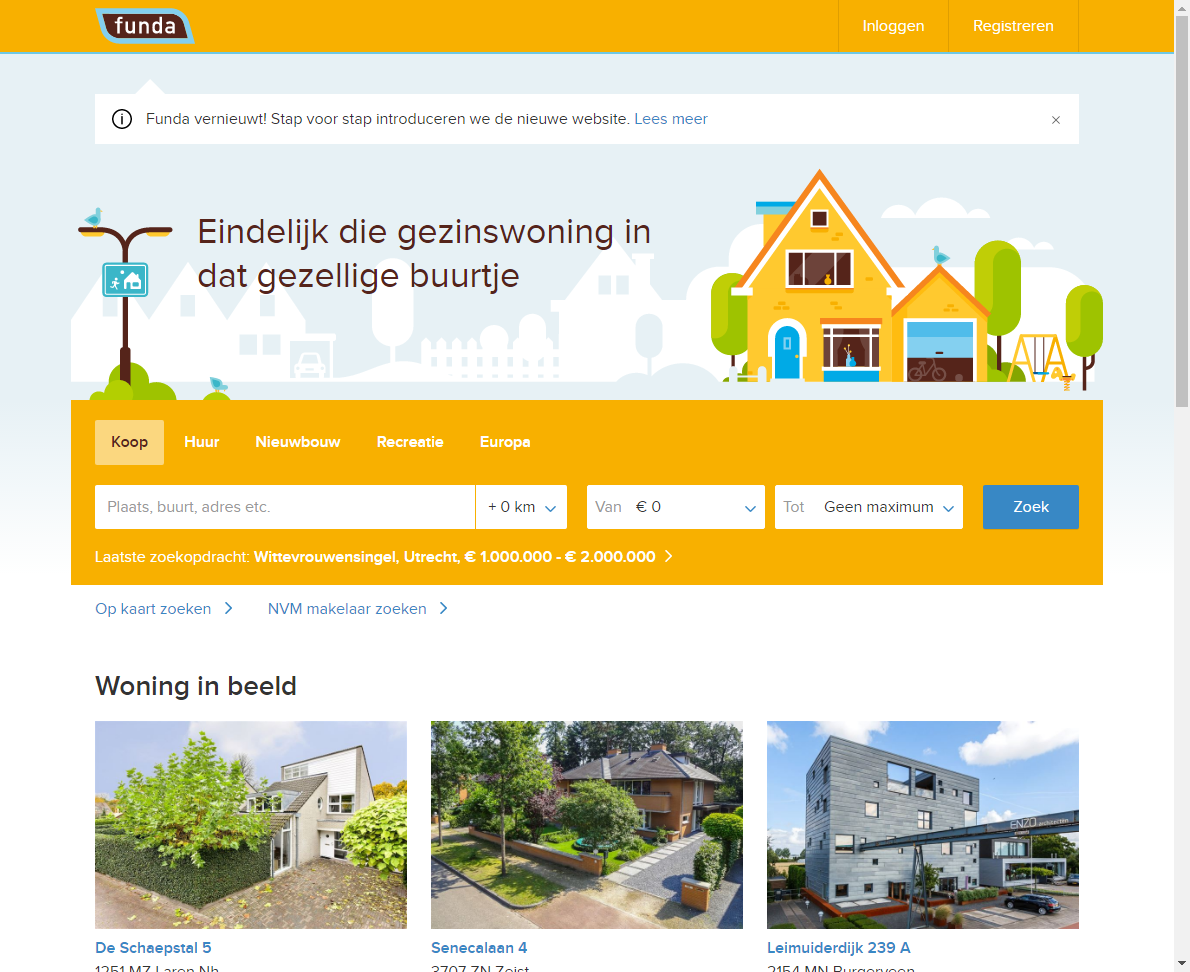 funda
Inloggen
Registreren
Funda vernieuwt! Stap voor stap introduceren we de nieuwe website. Lees meer
Eindelijk die gezinswoning in
dat gezellige buurtje
Koop
Huur
Nieuwbouw
Recreatie
Europa
Plaats, buurt, adres etc.
+ 0 km
Van € 0
Tot Geen maximum
Zoek
Laatste zoekopdracht: Wittevrouwensingel, Utrecht, € 1.000.000 - € 2.000.000
Op kaart zoeken
NVM makelaar zoeken
Woning in beeld
ENZO architecten
De Schaepstal 5
Senecalaan 4
Leimuiderdijk 239 A
1251 MZ Laren Nh
3707 ZN Zeist
2154 MN Burgerveen